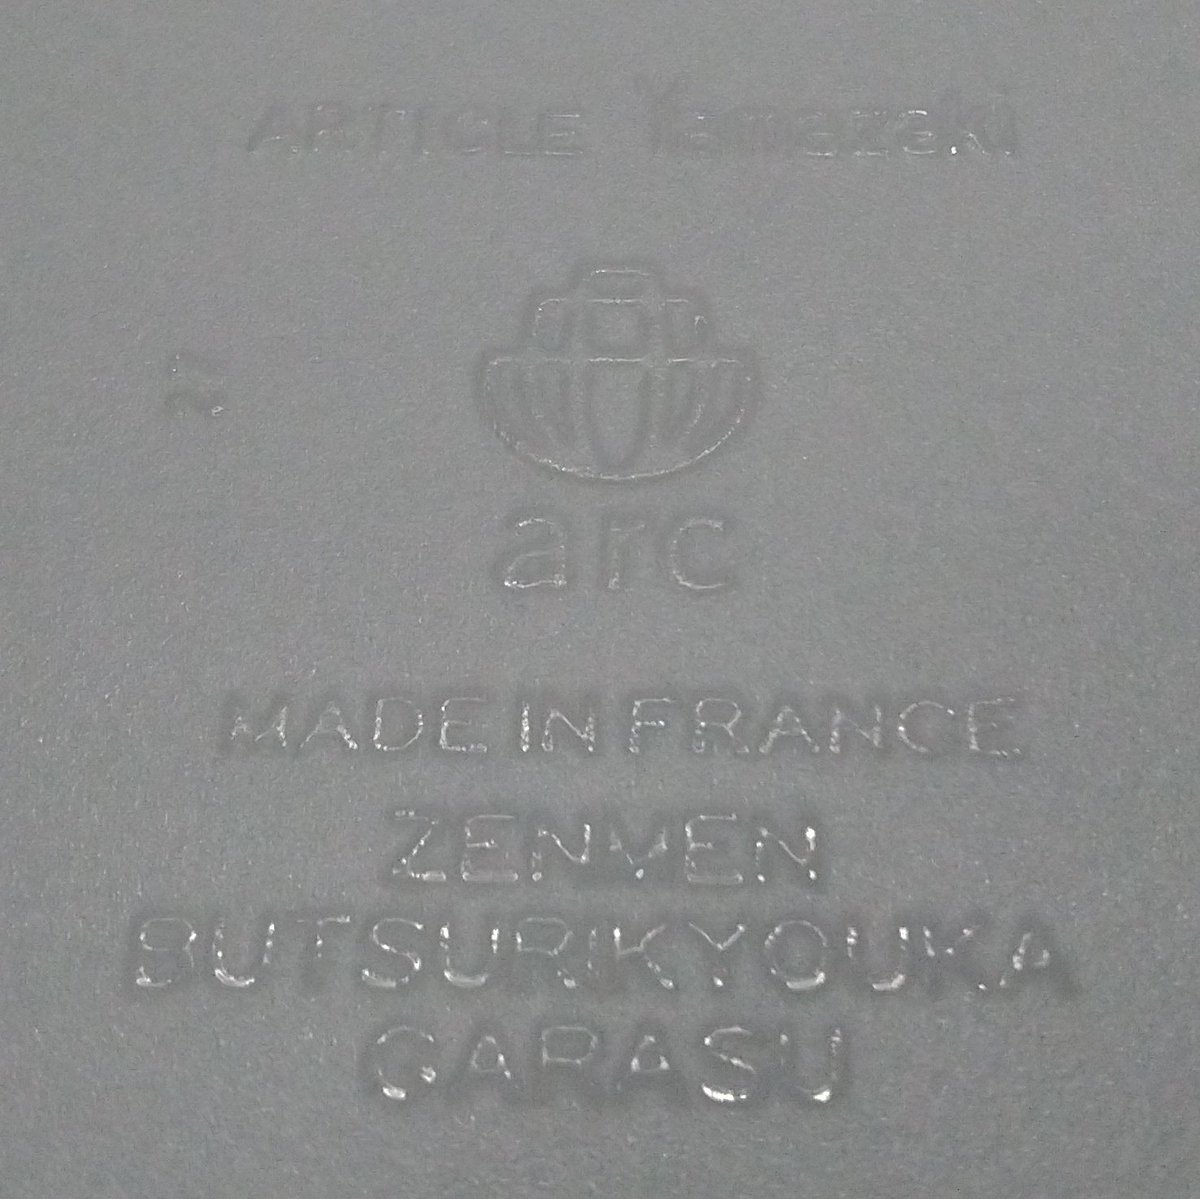 ARTICLE Yamazaki
arc
MADE IN FRANCE
ZENMEN
BUTSURIKYOUKA
GARASU